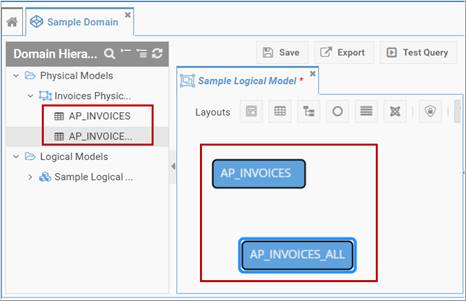 Sample Domain
Domain Hiera...
Save
Export
Test Query
Physical Models
Invoices Physic...
AP_INVOICES
AP_INVOICE...
Logical Models
Sample Logical ...
Sample Logical Model *
Layouts
AP_INVOICES
AP_INVOICES_ALL